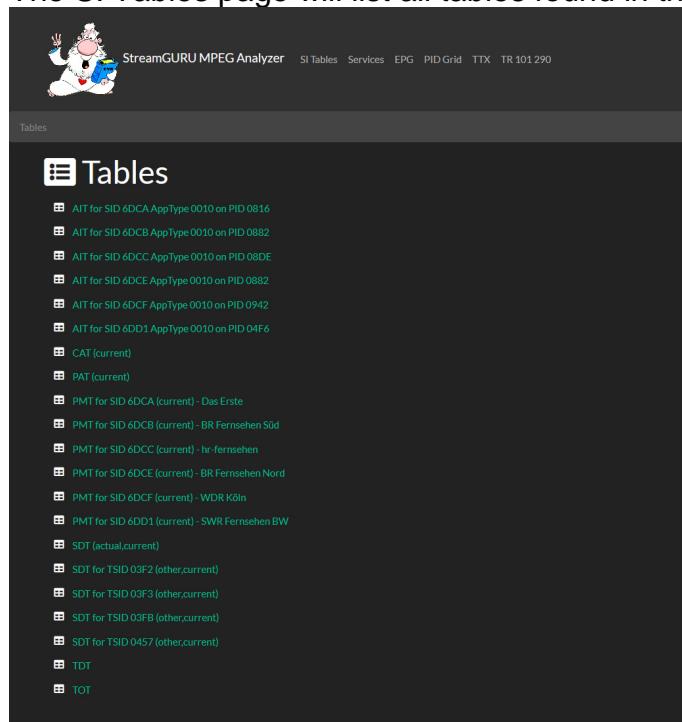 StreamGURU MPEG Analyzer SI Tables Services EPG PID Grid TTX TR 101 290
Tables
Tables
AIT for SID 6DCA AppType 0010 on PID 0816
AIT for SID 6DCB AppType 0010 on PID 0882
AIT for SID 6DCC AppType 0010 on PID 08DE
AIT for SID 6DCE AppType 0010 on PID 0882
AIT for SID 6DCF AppType 0010 on PID 0942
AIT for SID 6DD1 AppType 0010 on PID 04F6
CAT (current)
PAT (current)
PMT for SID 6DCA (current) - Das Erste
PMT for SID 6DCB (current) - BR Fernsehen Süd
PMT for SID 6DCC (current) - hr-fernsehen
PMT for SID 6DCE (current) - BR Fernsehen Nord
PMT for SID 6DCF (current) - WDR Köln
PMT for SID 6DD1 (current) - SWR Fernsehen BW
SDT (actual,current)
SDT for TSID 03F2 (other,current)
SDT for TSID 03F3 (other,current)
SDT for TSID 03FB (other,current)
SDT for TSID 0457 (other,current)
TDT
TOT